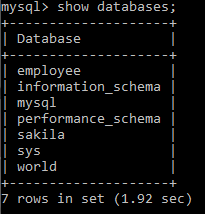 mysql> show databases;
+--------------------+
| Database           |
+--------------------+
| employee           |
| information_schema |
| mysql              |
| performance_schema |
| sakila             |
| sys                |
| world              |
+--------------------+
7 rows in set (1.92 sec)